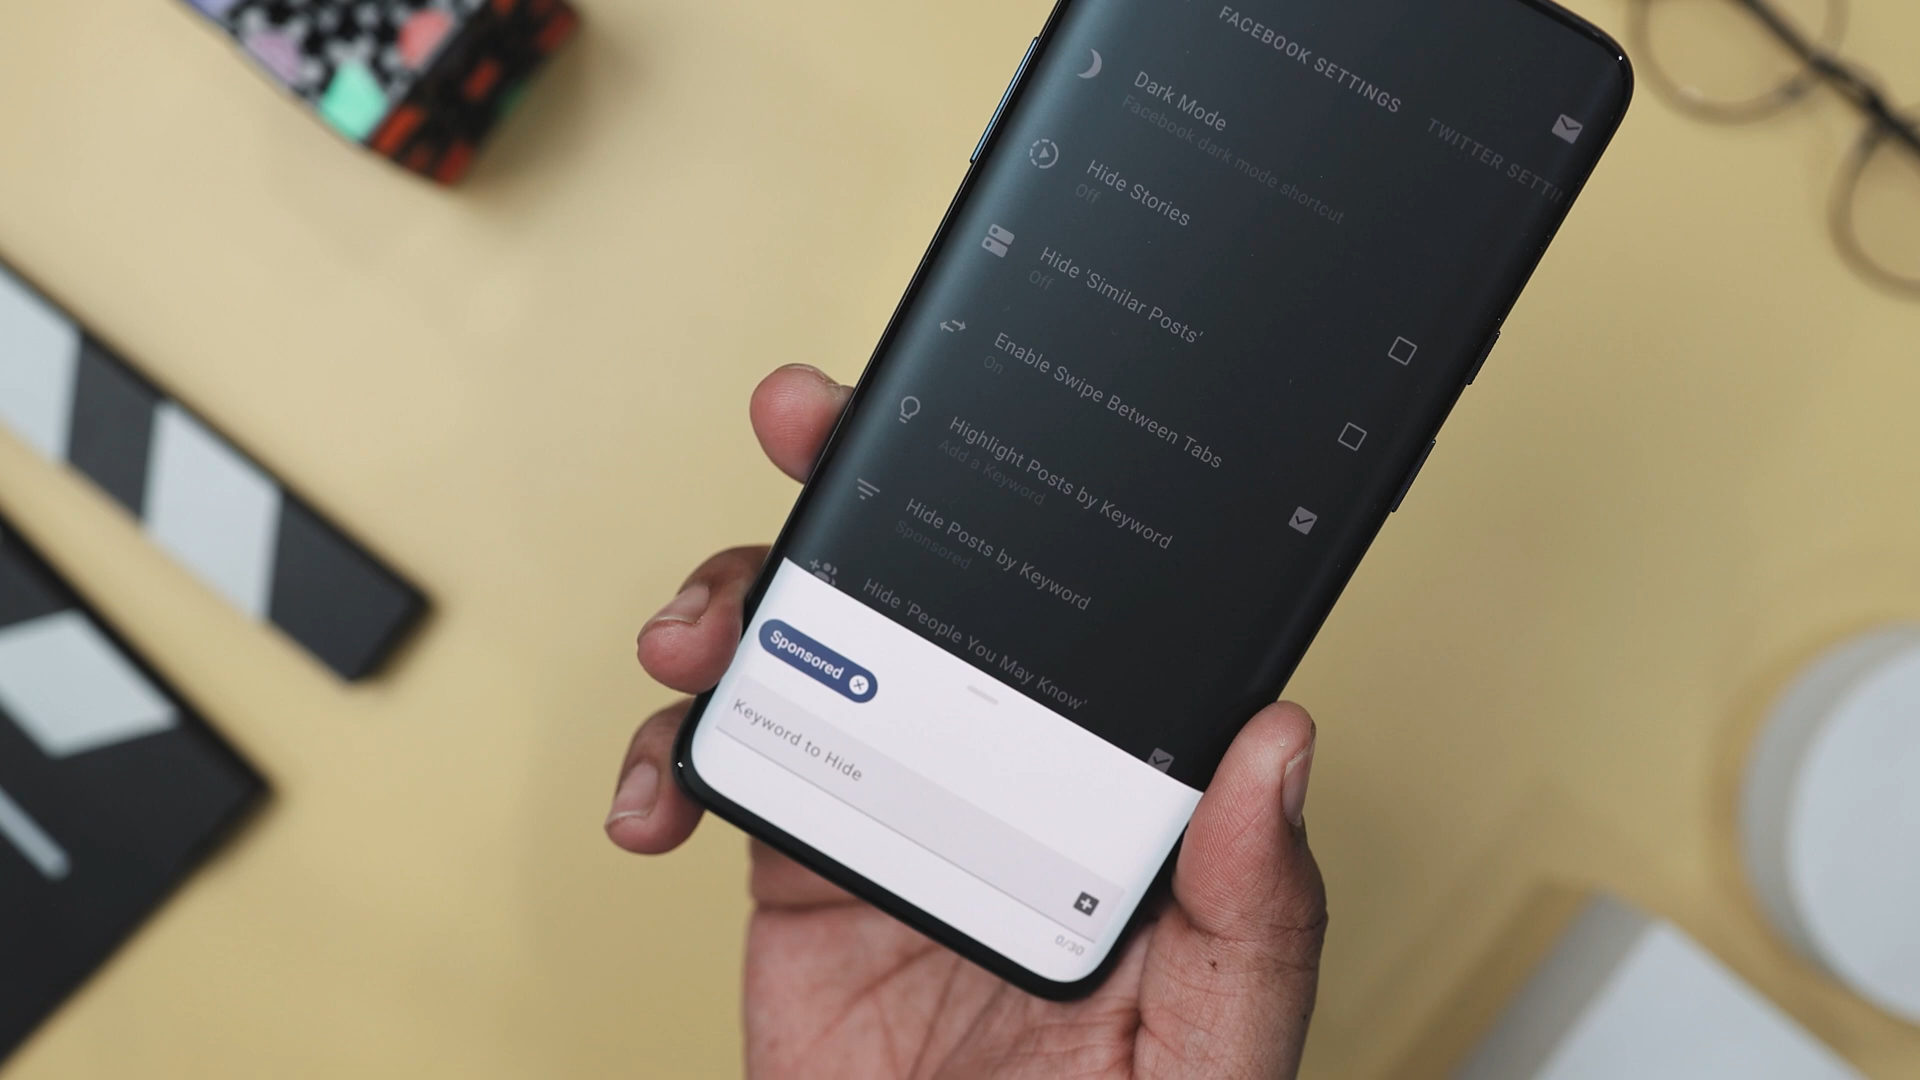 FACEBOOK SETTINGS
TWITTER SETTI
Dark Mode
Facebook dark mode shortcut
Hide Stories
Off
Hide 'Similar Posts'
Off
Enable Swipe Between Tabs
On
Highlight Posts by Keyword
Add a Keyword
Hide Posts by Keyword
Sponsored
Hide 'People You May Know'
Sponsored
Keyword to Hide
0/30